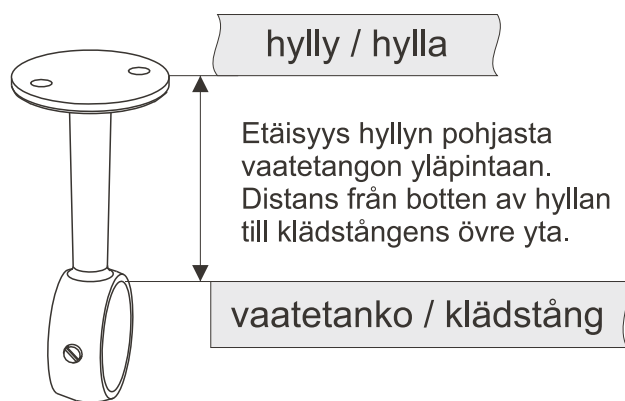 hylly / hylla
Etäisyys hyllyn pohjasta
vaatetangon yläpintaan.
Distans från botten av hyllan
till klädstångens övre yta.
vaatetanko / klädstång